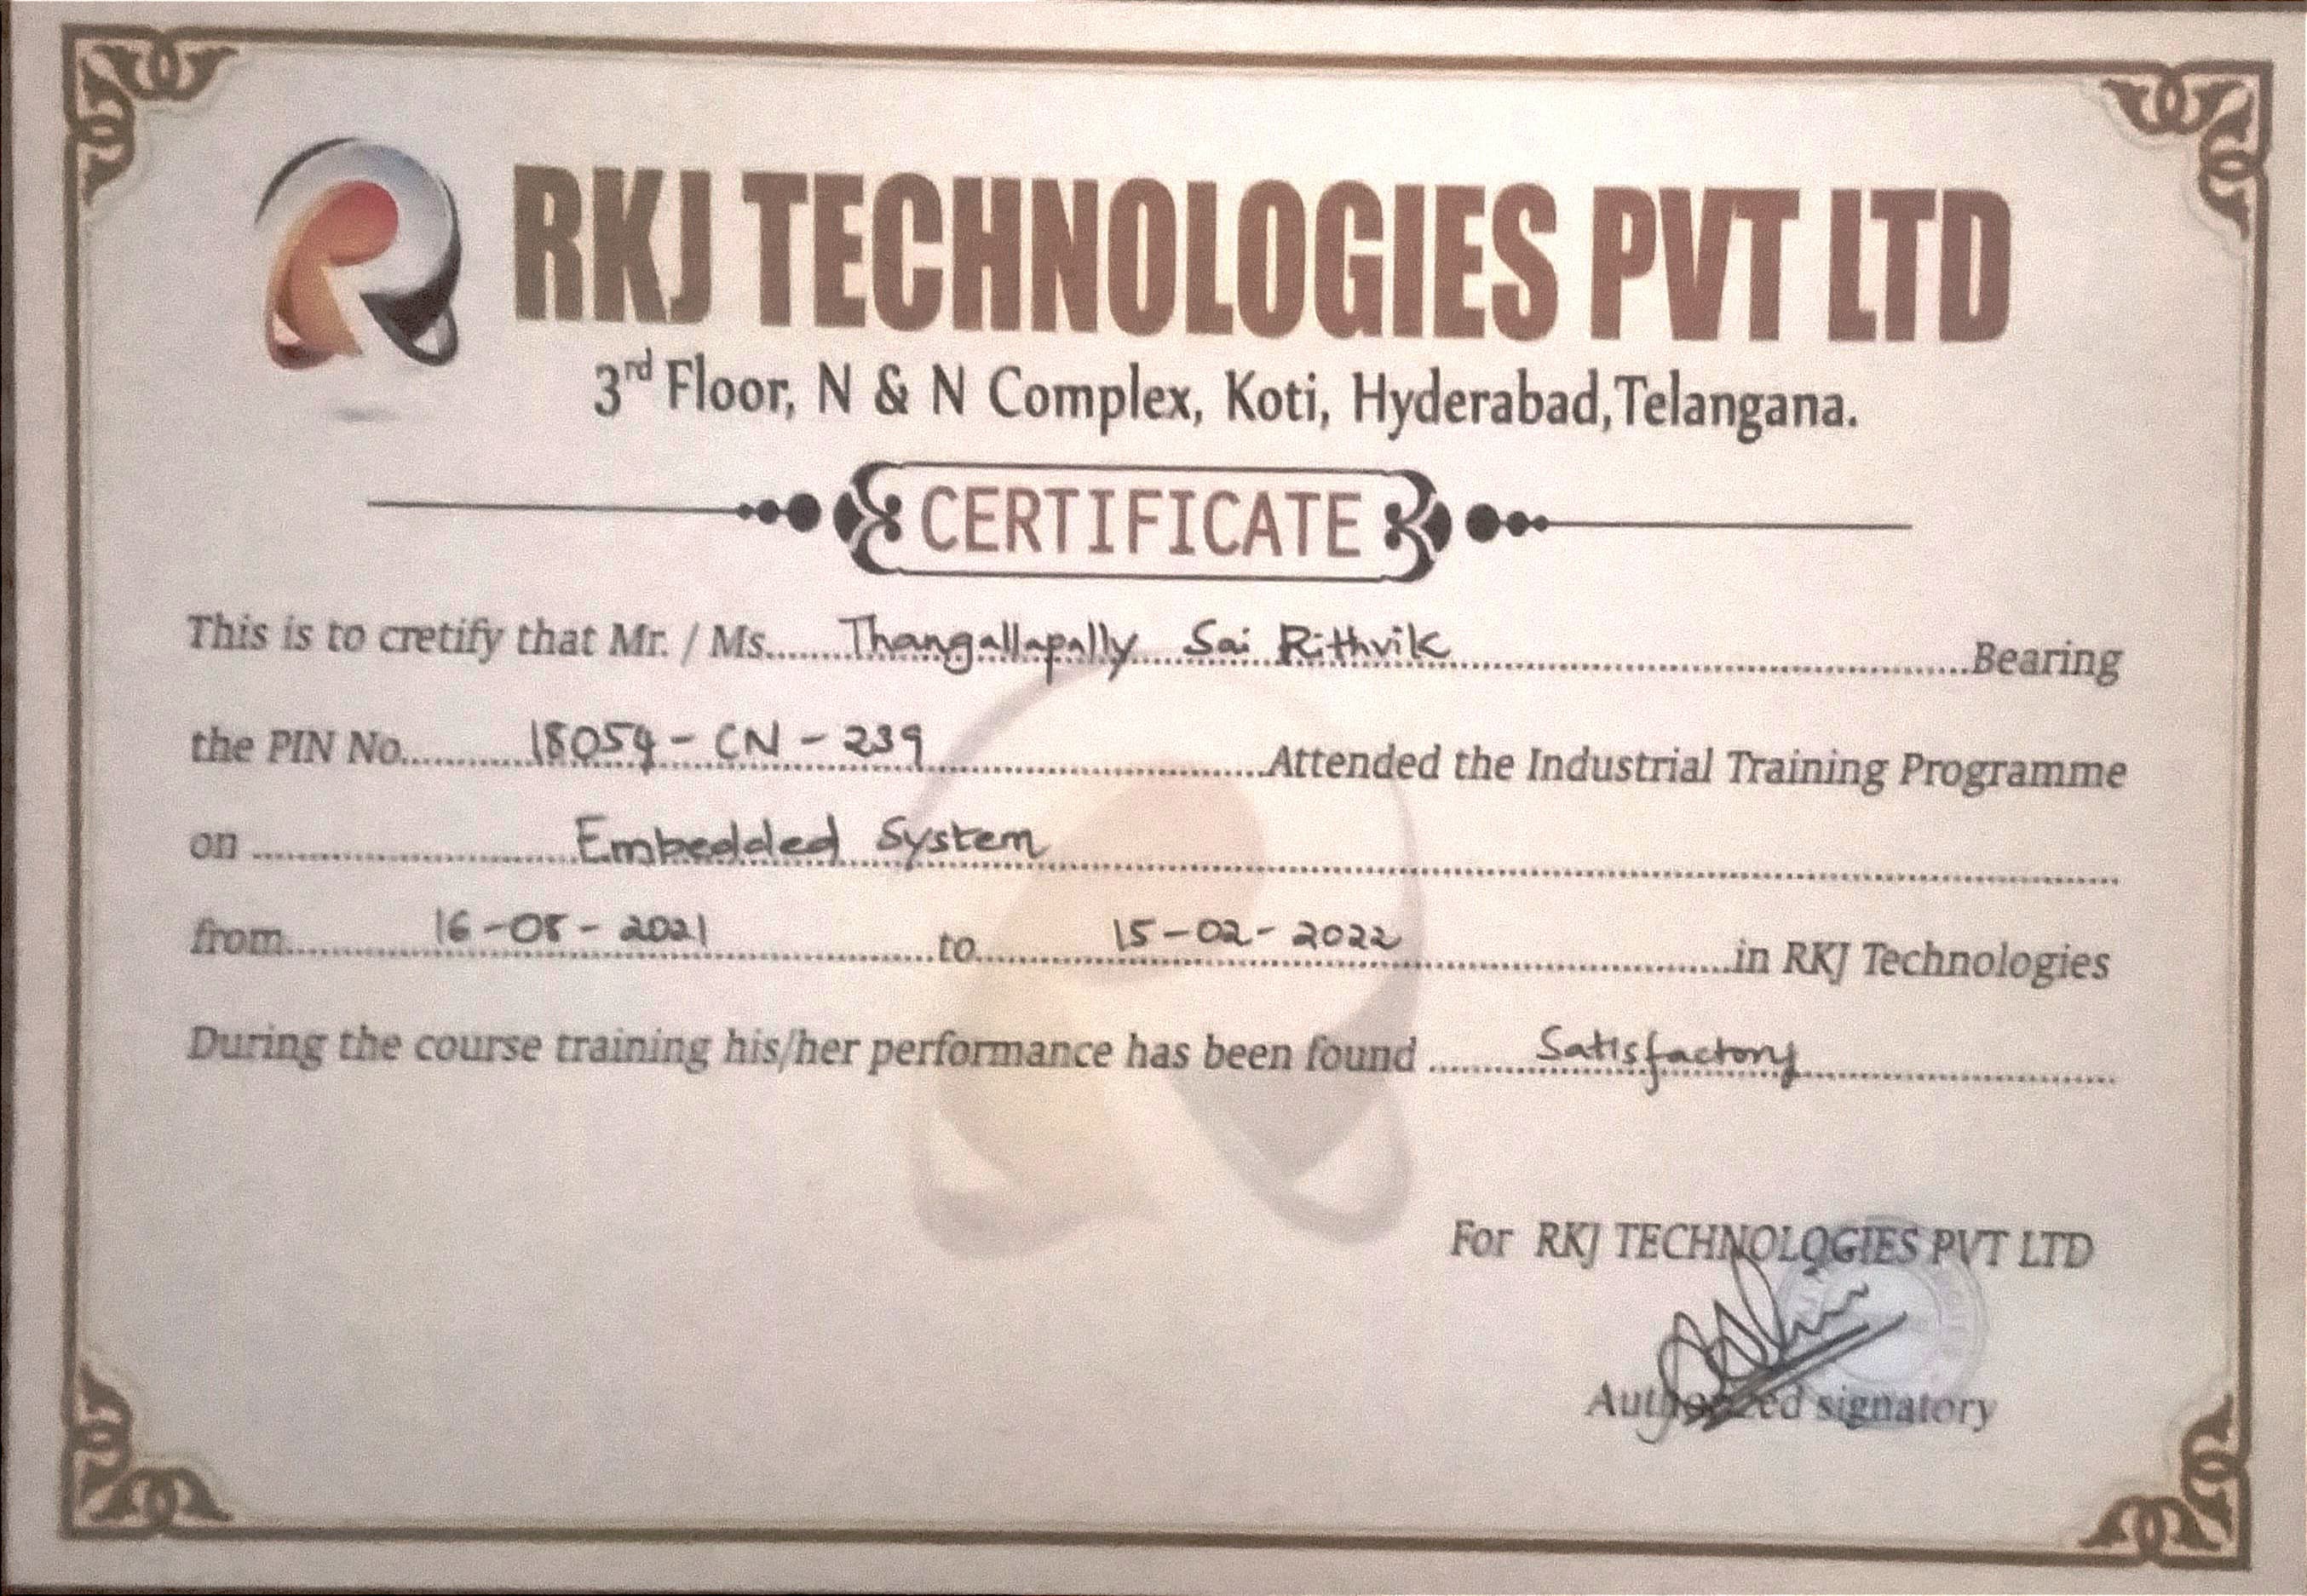 RKJ TECHNOLOGIES PVT LTD
3rd Floor, N & N Complex, Koti, Hyderabad, Telangana.
CERTIFICATE
This is to cretify that Mr. / Ms. Thangallapally Sai Rithvik Bearing
the PIN No. 18054 - CN - 239 Attended the Industrial Training Programme
on Embedded System
from 16-08-2021 to 15-02-2022 in RKJ Technologies
During the course training his/her performance has been found Satisfactory
For RKJ TECHNOLOGIES PVT LTD
Authorized signatory